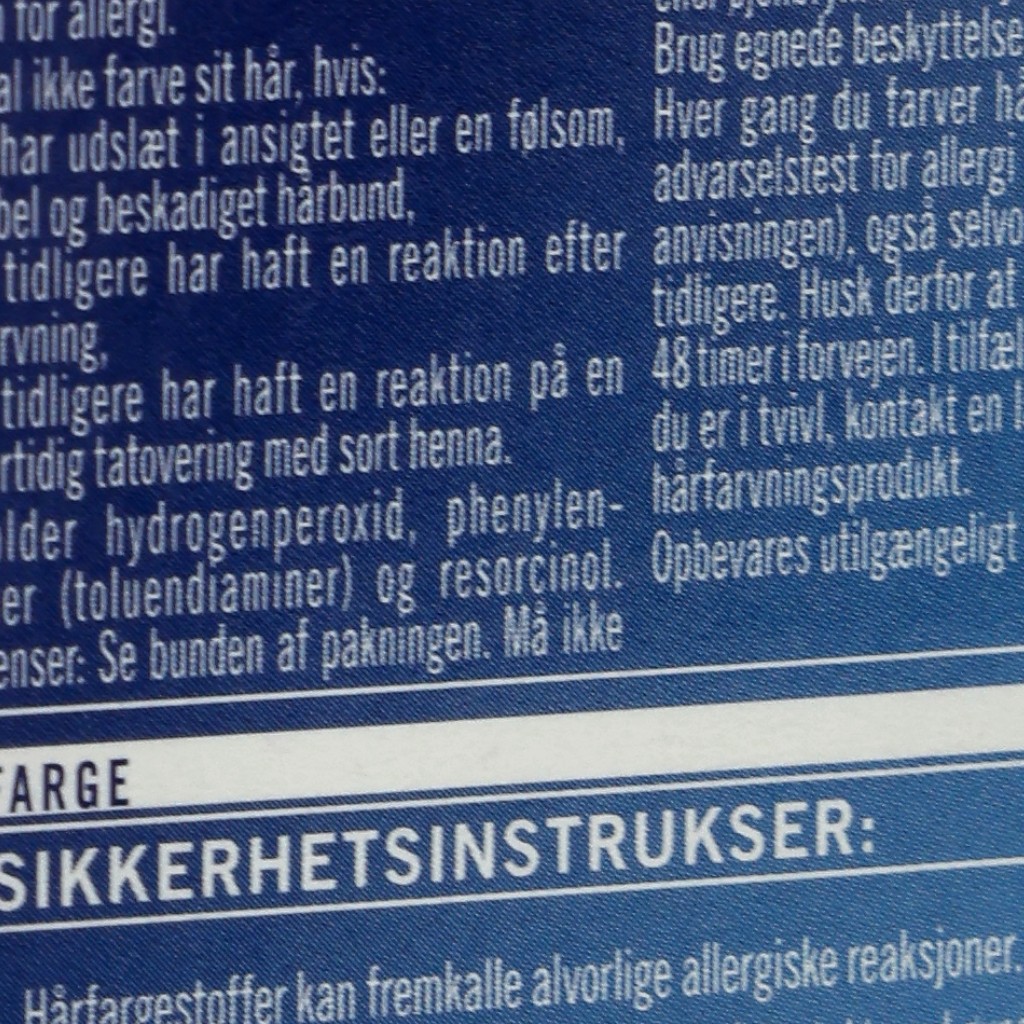 for allergi.
al ikke farve sit hår, hvis:
har udslæt i ansigtet eller en følsom,
bel og beskadiget hårbund,
tidligere har haft en reaktion efter
rvning,
tidligere har haft en reaktion på en
rtidig tatovering med sort henna.
older hydrogenperoxid, phenylen-
er (toluendiaminer) og resorcinol.
enser: Se bunden af pakningen. Må ikke
Brug egnede beskyttelse
Hver gang du farver hå
advarselstest for allergi
anvisningen), også selvo
tidligere. Husk derfor at
48 timer i forvejen. I tilfæl
du er i tvivl, kontakt en l
hårfarvningsprodukt.
Opbevares utilgængeligt
FARGE
SIKKERHETSINSTRUKSER:
Hårfargestoffer kan fremkalle alvorlige allergiske reaksjoner.